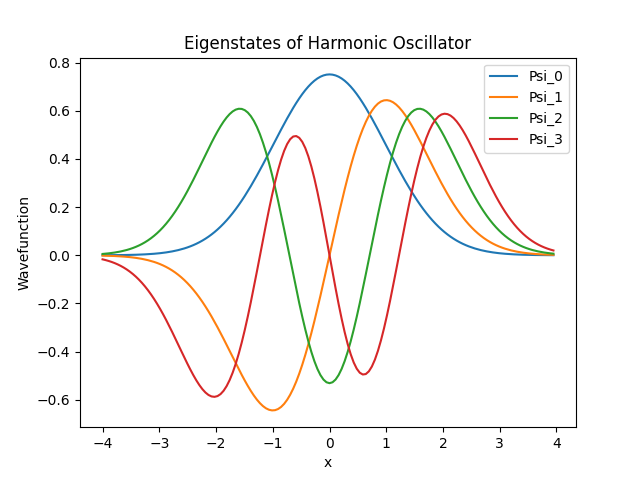 Eigenstates of Harmonic Oscillator
Psi_0
Psi_1
Psi_2
Psi_3
Wavefunction
0.8
0.6
0.4
0.2
0.0
−0.2
−0.4
−0.6
−4 −3 −2 −1 0 1 2 3 4
x